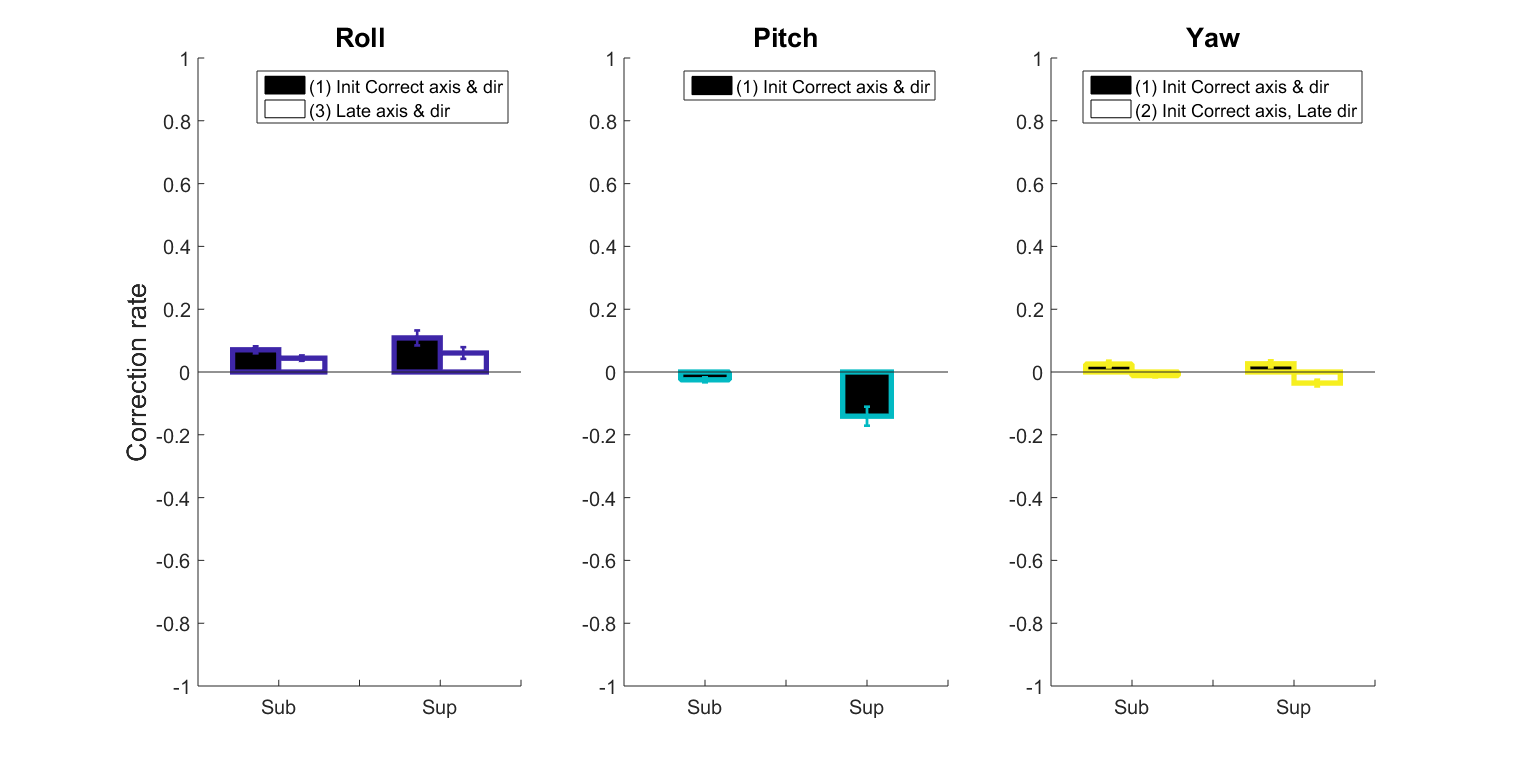 Roll
1
0.8
0.6
0.4
0.2
0
-0.2
-0.4
-0.6
-0.8
-1
Correction rate
(1) Init Correct axis & dir
(3) Late axis & dir
Sub
Sup
Pitch
1
0.8
0.6
0.4
0.2
0
-0.2
-0.4
-0.6
-0.8
-1
(1) Init Correct axis & dir
Sub
Sup
Yaw
1
0.8
0.6
0.4
0.2
0
-0.2
-0.4
-0.6
-0.8
-1
(1) Init Correct axis & dir
(2) Init Correct axis, Late dir
Sub
Sup